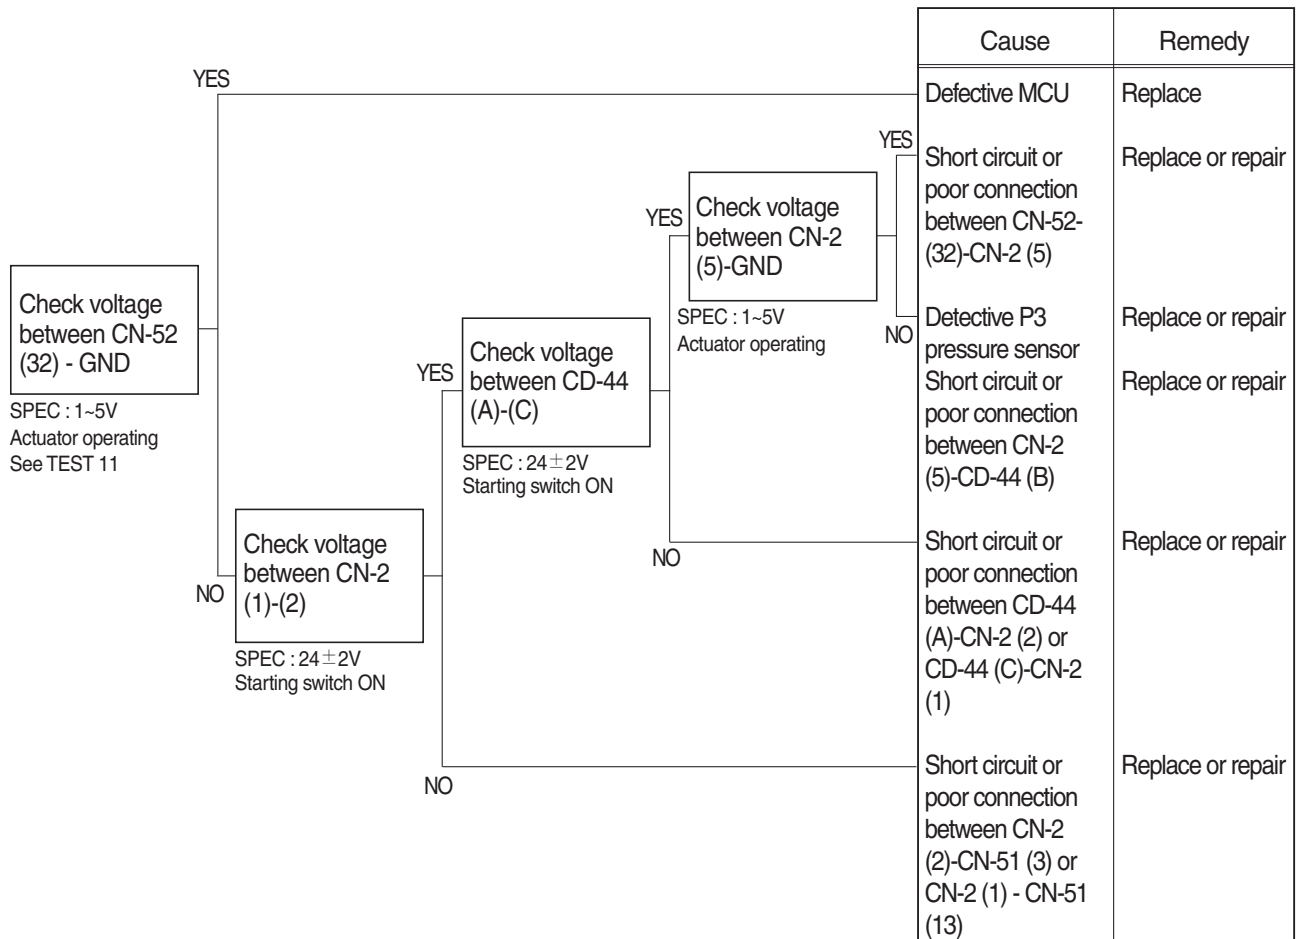 Cause
Remedy
YES
Defective MCU
Replace
YES
Short circuit or
poor connection
between CN-52-
(32)-CN-2 (5)
Replace or repair
YES
Check voltage
between CN-2
(5)-GND
SPEC : 1~5V
Actuator operating
NO
Detective P3
pressure sensor
Replace or repair
Short circuit or
poor connection
between CN-2
(5)-CD-44 (B)
Replace or repair
Check voltage
between CN-52
(32) - GND
SPEC : 1~5V
Actuator operating
See TEST 11
YES
Check voltage
between CD-44
(A)-(C)
SPEC : 24±2V
Starting switch ON
NO
Short circuit or
poor connection
between CD-44
(A)-CN-2 (2) or
CD-44 (C)-CN-2
(1)
Replace or repair
NO
Check voltage
between CN-2
(1)-(2)
SPEC : 24±2V
Starting switch ON
NO
Short circuit or
poor connection
between CN-2
(2)-CN-51 (3) or
CN-2 (1) - CN-51
(13)
Replace or repair